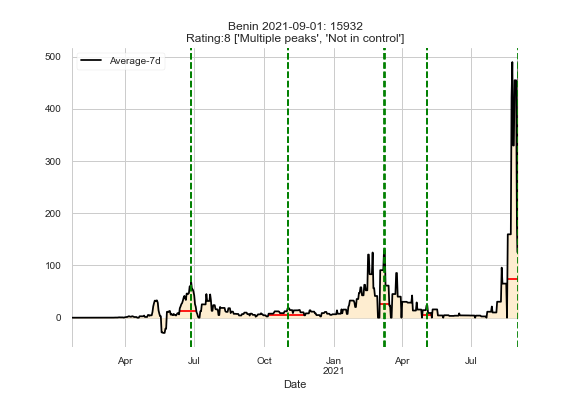 Benin 2021-09-01: 15932
Rating:8 ['Multiple peaks', 'Not in control']
Average-7d
500
400
300
200
100
0
Apr Jul Oct Jan Apr Jul
2021
Date